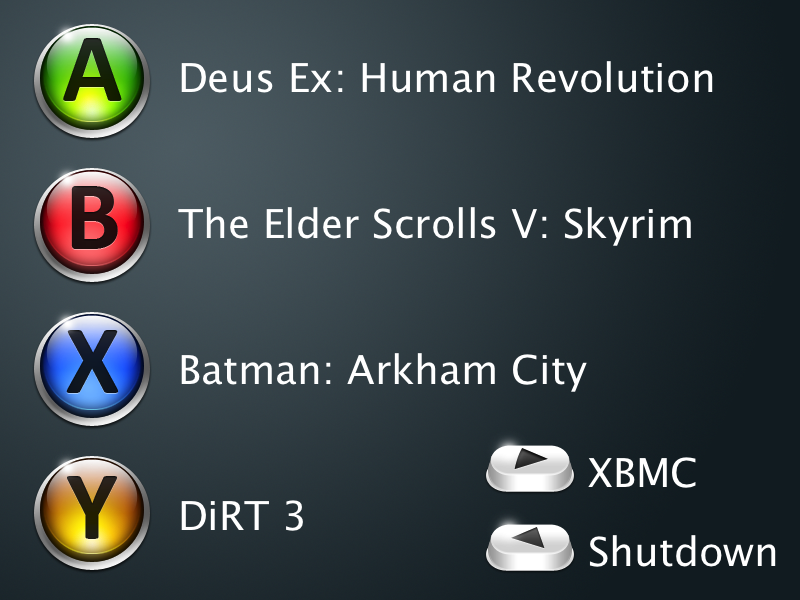 A Deus Ex: Human Revolution
B The Elder Scrolls V: Skyrim
X Batman: Arkham City
Y DiRT 3
XBMC
Shutdown